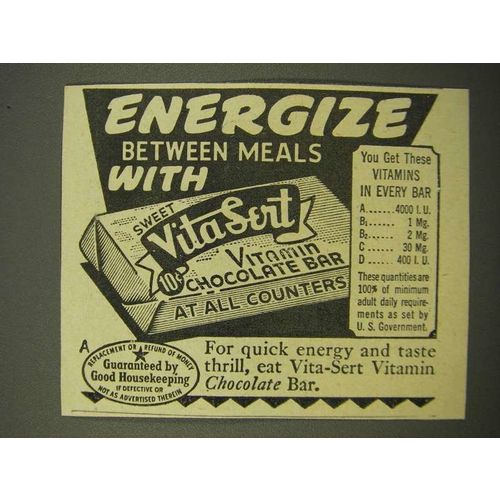 ENERGIZE
BETWEEN MEALS
WITH
SWEET
Vita Sert
10¢
VITAMIN
CHOCOLATE BAR
AT ALL COUNTERS
You Get These
VITAMINS
IN EVERY BAR
A......4000 I. U.
B₁...... 1 Mg.
B₂...... 2 Mg.
C...... 30 Mg.
D...... 400 I. U.
These quantities are
100% of minimum
adult daily require-
ments as set by
U. S. Government.
A
REPLACEMENT OR REFUND OF MONEY
Guaranteed by
Good Housekeeping
IF DEFECTIVE OR
NOT AS ADVERTISED THEREIN
For quick energy and taste
thrill, eat Vita-Sert Vitamin
Chocolate Bar.